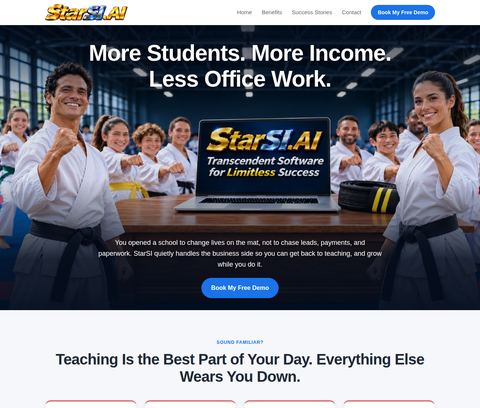 StarSI.AI
Home Benefits Success Stories Contact Book My Free Demo
More Students. More Income.
Less Office Work.
StarSI.AI
Transcendent Software
for Limitless Success
You opened a school to change lives on the mat, not to chase leads, payments, and
paperwork. StarSI quietly handles the business side so you can get back to teaching, and grow
while you do it.
Book My Free Demo
SOUND FAMILIAR?
Teaching Is the Best Part of Your Day. Everything Else
Wears You Down.